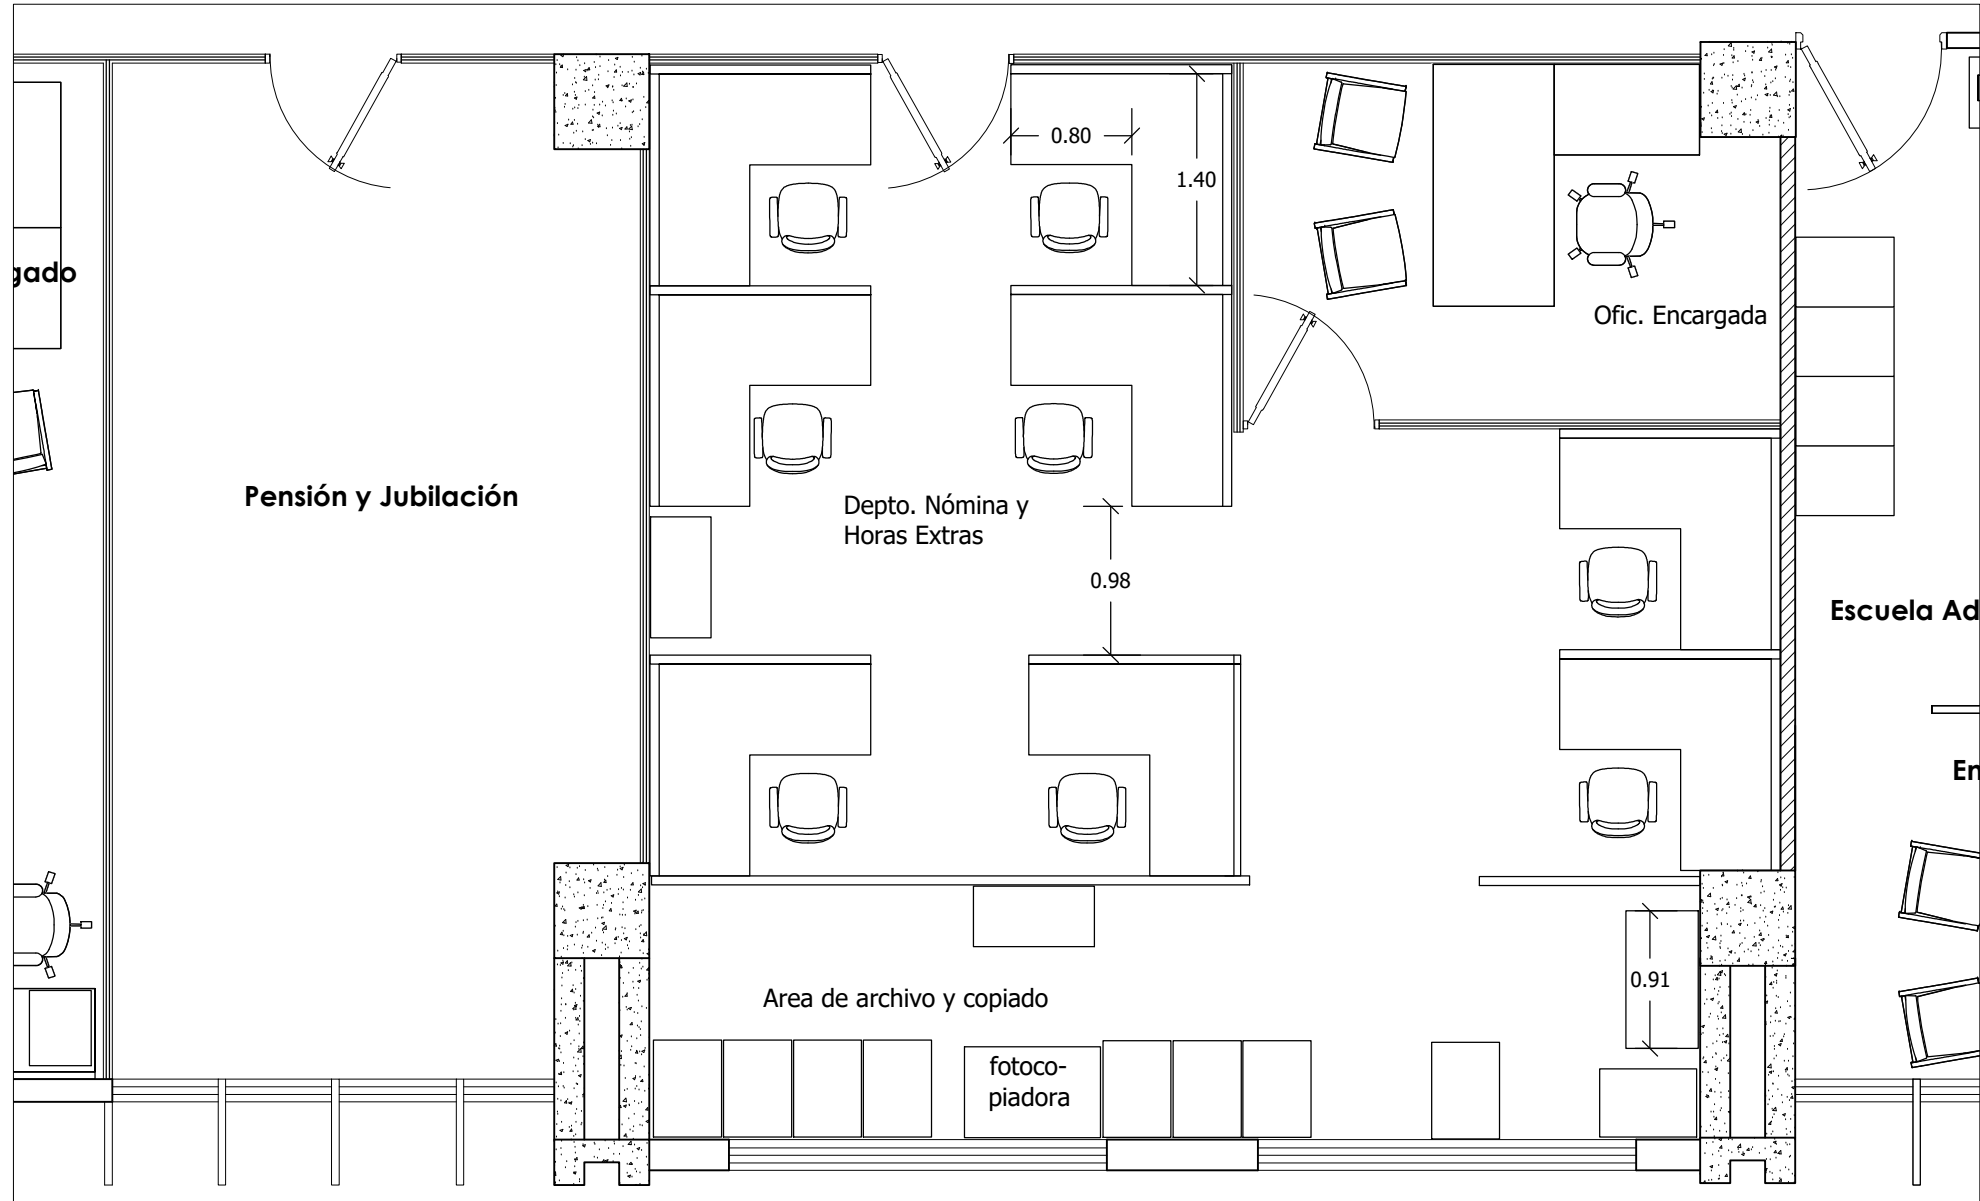 0.80
1.40
gado
Ofic. Encargada
Pensión y Jubilación
Depto. Nómina y
Horas Extras
0.98
Escuela Ad
En
0.91
Area de archivo y copiado
fotoco-
piadora